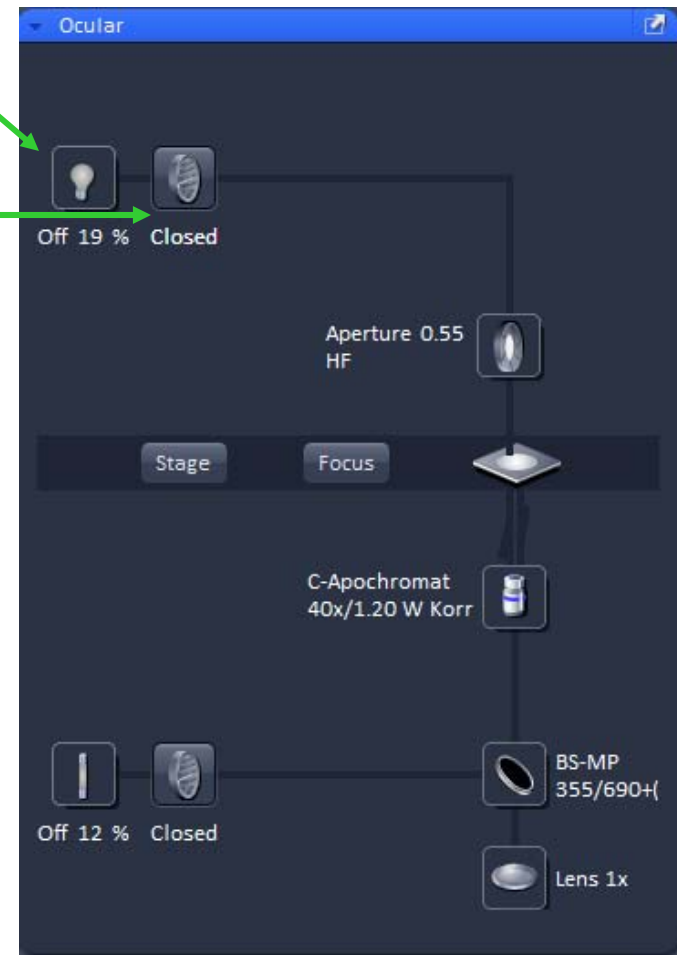 Ocular
Off 19 % Closed
Aperture 0.55
HF
Stage Focus
C-Apochromat
40x/1.20 W Korr
BS-MP
355/690+(
Off 12 % Closed
Lens 1x